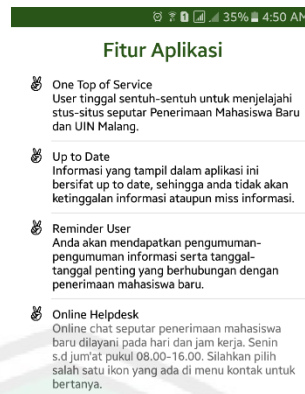 35% 4:50 AM
Fitur Aplikasi
One Top of Service
User tinggal sentuh-sentuh untuk menjelajahi
stus-situs seputar Penerimaan Mahasiswa Baru
dan UIN Malang.
Up to Date
Informasi yang tampil dalam aplikasi ini
bersifat up to date, sehingga anda tidak akan
ketinggalan informasi ataupun miss informasi.
Reminder User
Anda akan mendapatkan pengumuman-
pengumuman informasi serta tanggal-
tanggal penting yang berhubungan dengan
penerimaan mahasiswa baru.
Online Helpdesk
Online chat seputar penerimaan mahasiswa
baru dilayani pada hari dan jam kerja. Senin
s.d jum'at pukul 08.00-16.00. Silahkan pilih
salah satu ikon yang ada di menu kontak untuk
bertanya.